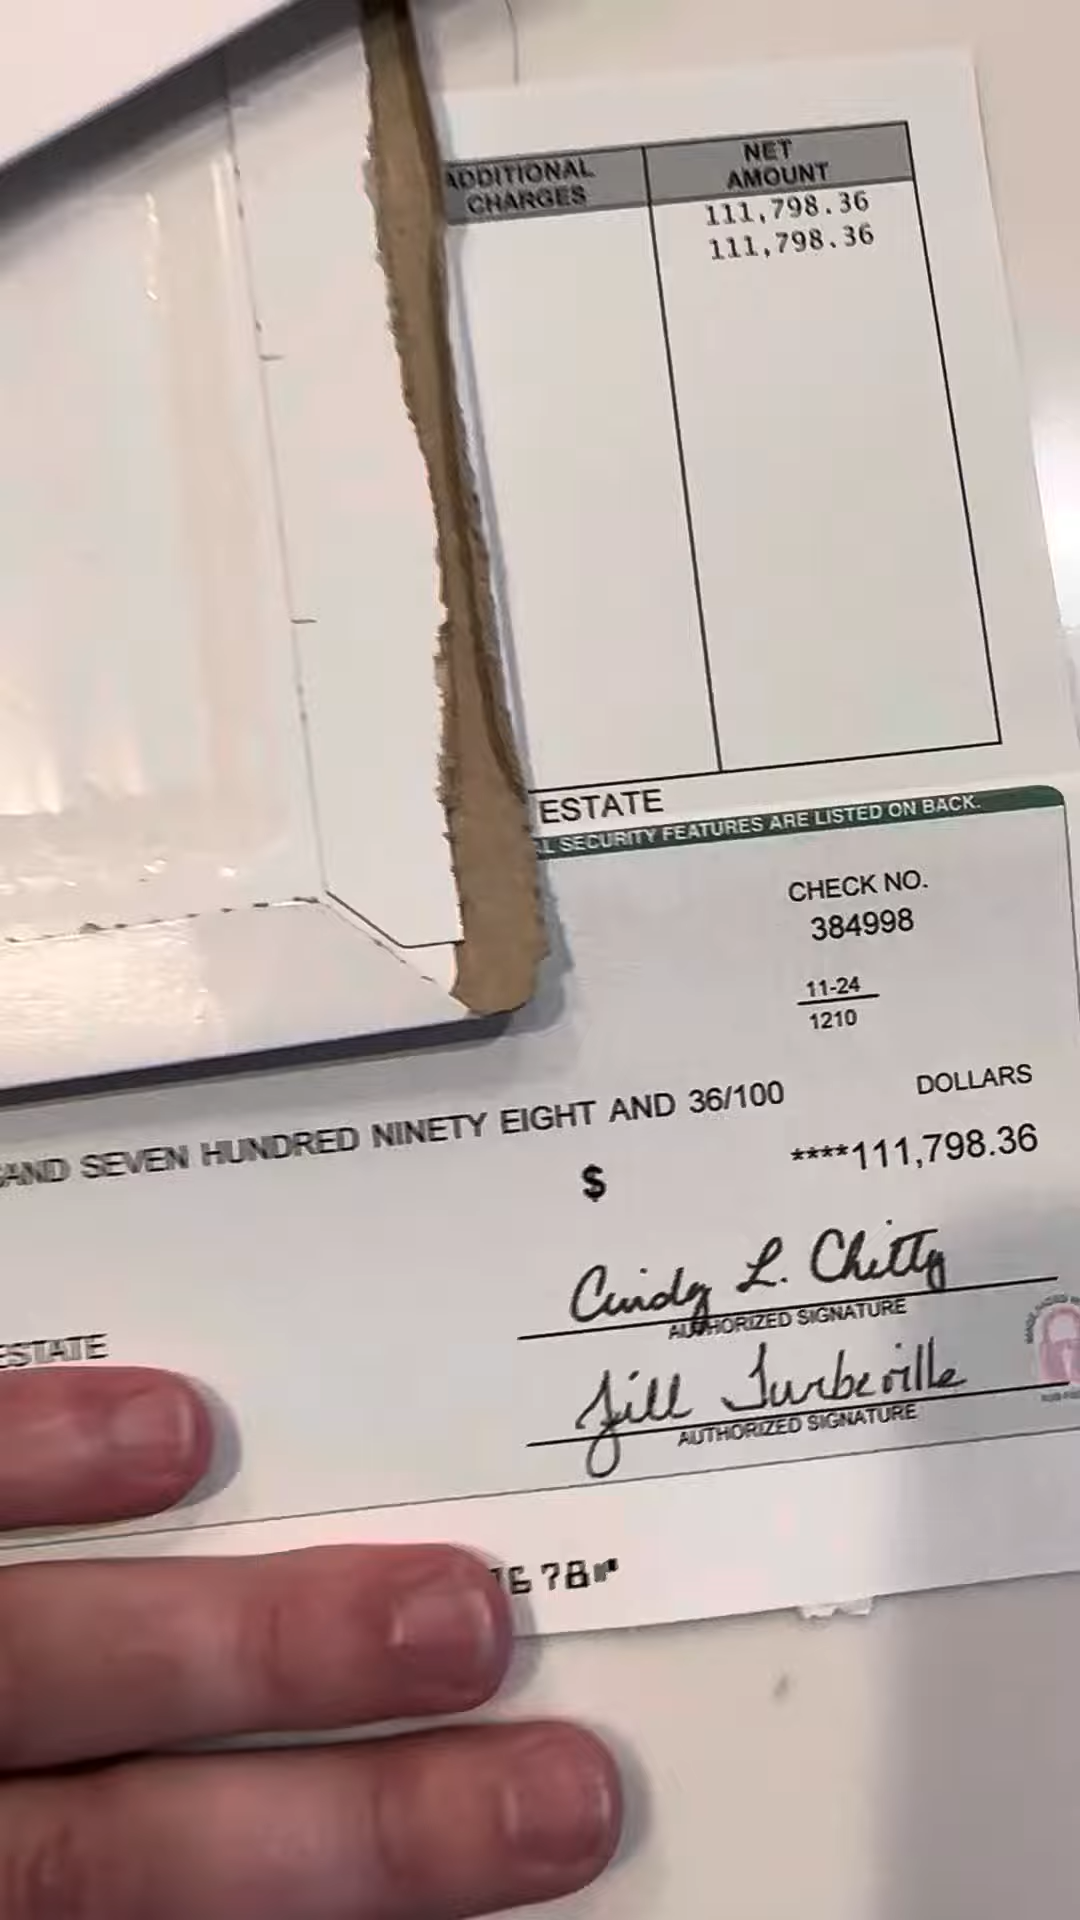 ADDITIONAL
CHARGES
NET
AMOUNT
111,798.36
111,798.36
ESTATE
SECURITY FEATURES ARE LISTED ON BACK.
CHECK NO.
384998
11-24
1210
DOLLARS
SEVEN HUNDRED NINETY EIGHT AND 36/100
$
****111,798.36
Cindy L. Chitty
AUTHORIZED SIGNATURE
ESTATE
Jill Turbeville
AUTHORIZED SIGNATURE
678